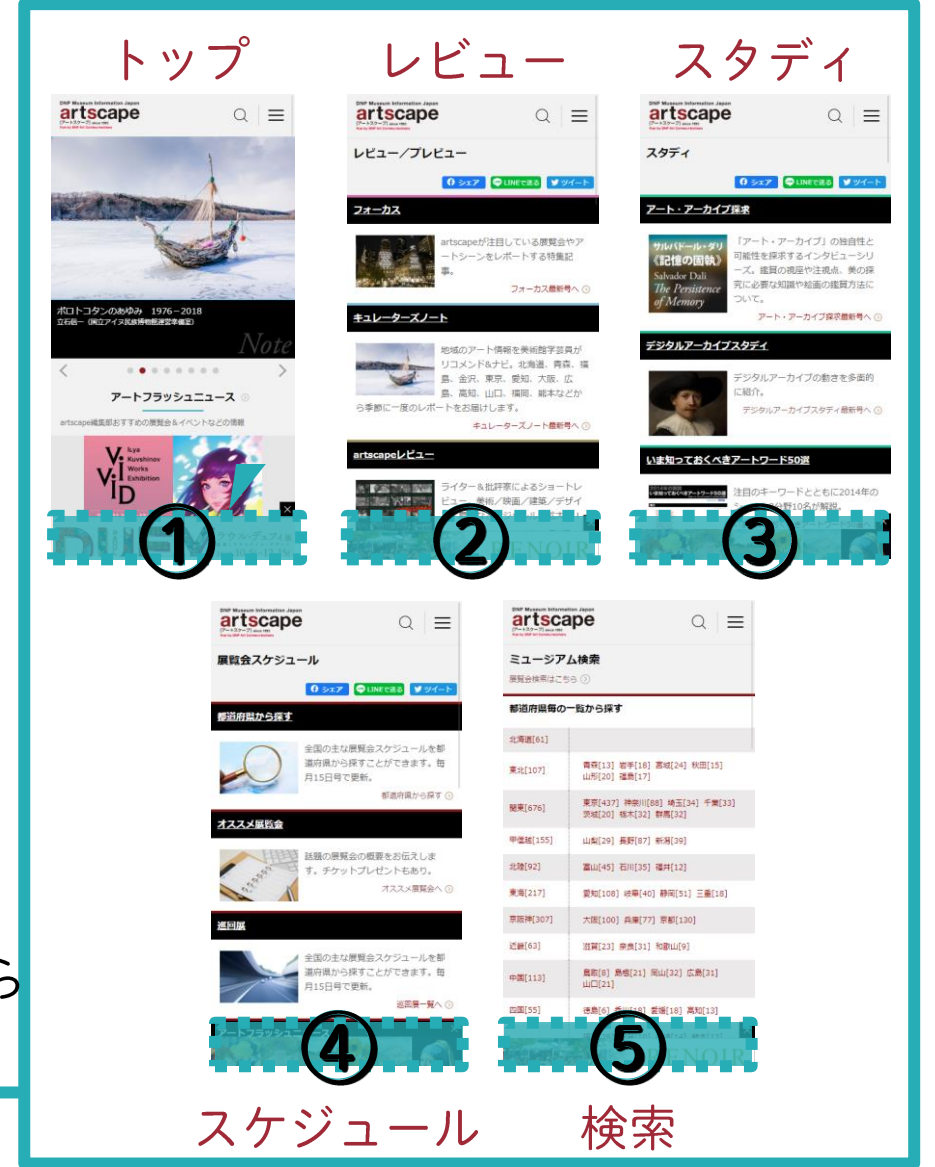 トップ
レビュー
スタディ
DNP Museum Information Japan
artscape
ポロトコタンのあゆみ 1976-2018
立石信一（国立アイヌ民族博物館運営準備室）
Note
アートフラッシュニュース
artscape編集部おすすめの展覧会&イベントなどの情報
ViViD
ILya
Kuvshinov
Works
Exhibition
①
DNP Museum Information Japan
artscape
レビュー/プレビュー
シェア LINEで送る ツイート
フォーカス
artscapeが注目している展覧会やア
ートシーンをレポートする特集記
事。
フォーカス最新号へ
キュレーターズノート
地域のアート情報を美術館学芸員が
リコメンド&ナビ。北海道、青森、福
島、金沢、東京、愛知、大阪、広
島、高知、山口、福岡、熊本などか
ら季節に一度のレポートをお届けします。
キュレーターズノート最新号へ
artscapeレビュー
ライター&批評家によるショートレ
ビュー。美術/映画/建築/デザイ
RENOIR
②
DNP Museum Information Japan
artscape
スタディ
シェア LINEで送る ツイート
アート・アーカイブ探求
サルバドール・ダリ
《記憶の固執》
Salvador Dali
The Persistence
of Memory
「アート・アーカイブ」の独自性と
可能性を探求するインタビューシリ
ーズ。鑑賞の視座や注視点、美の探
究に必要な知識や絵画の鑑賞方法に
ついて。
アート・アーカイブ探求最新号へ
デジタルアーカイブスタディ
デジタルアーカイブの動きを多面的
に紹介。
デジタルアーカイブスタディ最新号へ
いま知っておくべきアートワード50選
注目のキーワードとともに2014年の
分野10名が解説。
③
DNP Museum Information Japan
artscape
展覧会スケジュール
シェア LINEで送る ツイート
都道府県から探す
全国の主な展覧会スケジュールを都
道府県から探すことができます。毎
月15日号で更新。
都道府県から探す
オススメ展覧会
話題の展覧会の概要をお伝えしま
す。チケットプレゼントもあり。
オススメ展覧会へ
巡回展
全国の主な展覧会スケジュールを都
道府県から探すことができます。毎
月15日号で更新。
巡回展一覧へ
アートフラッシュニュース
④
DNP Museum Information Japan
artscape
ミュージアム検索
展覧会検索はこちら
都道府県毎の一覧から探す
北海道[61]
東北[107] 青森[13] 岩手[18] 宮城[24] 秋田[15]
山形[20] 福島[17]
関東[676] 東京[437] 神奈川[88] 埼玉[34] 千葉[33]
茨城[20] 栃木[32] 群馬[32]
甲信越[155] 山梨[29] 長野[87] 新潟[39]
北陸[92] 富山[45] 石川[35] 福井[12]
東海[217] 愛知[108] 岐阜[40] 静岡[51] 三重[18]
京阪神[307] 大阪[100] 兵庫[77] 京都[130]
近畿[63] 滋賀[23] 奈良[31] 和歌山[9]
中国[113] 鳥取[8] 島根[21] 岡山[32] 広島[31]
山口[21]
四国[55] 徳島[6] 香川[18] 愛媛[18] 高知[13]
RENOIR
⑤
ら
スケジュール
検索